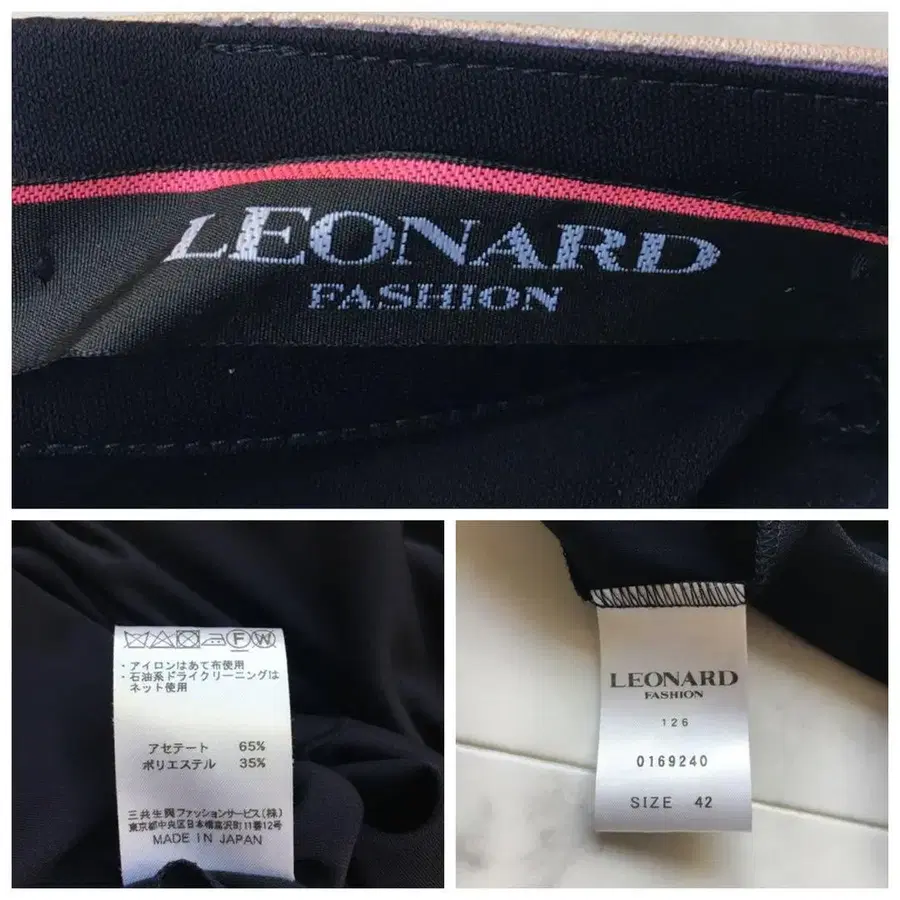 LEONARD
FASHION
・アイロンはあて布使用
・石油系ドライクリーニングは
ネット使用
アセテート 65%
ポリエステル 35%
三共生興ファッションサービス(株)
東京都中央区日本橋富沢町11番12号
MADE IN JAPAN
LEONARD
FASHION
126
0169240
SIZE 42